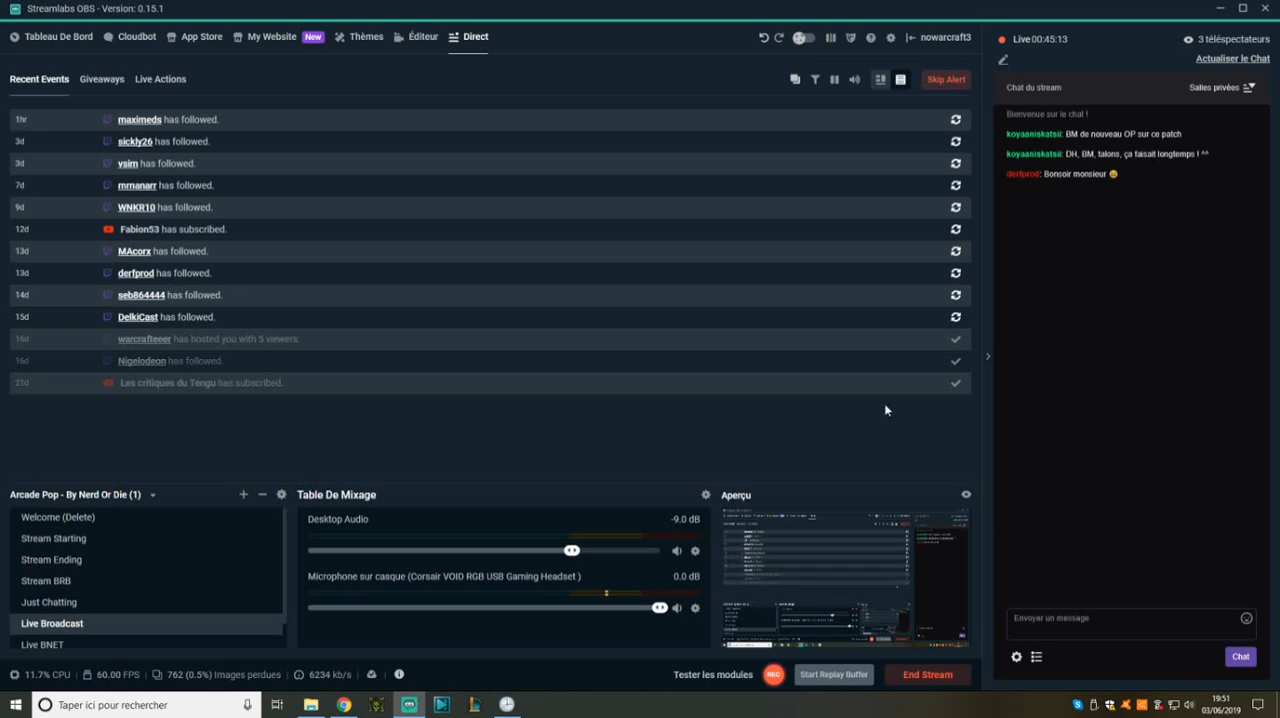 Streamlabs OBS - Version: 0.15.1
Tableau De Bord Cloudbot App Store My Website New Thèmes Éditeur Direct nowarcraft3
Live 00:45:13 3 téléspectateurs
Actualiser le Chat
Recent Events Giveaways Live Actions Skip Alert
Chat du stream Salles privées
Bienvenue sur le chat !
koyaaniskatsii: BM de nouveau OP sur ce patch
koyaaniskatsii: DH, BM, talons, ça faisait longtemps ! ^^
derfprod: Bonsoir monsieur
1hr maximeds has followed.
3d sickly26 has followed.
3d vsim has followed.
7d mrnanarr has followed.
9d WNKR10 has followed.
12d Fabion53 has subscribed.
13d MAcorx has followed.
13d derfprod has followed.
14d seb864444 has followed.
15d DelkiCast has followed.
16d warcrafteeer has hosted you with 5 viewers.
16d Nigelodeon has followed.
21d Les critiques du Tengu has subscribed.
Arcade Pop - By Nerd Or Die (1)
Welcome (Delete)
Stream Starting
Stream Ending
Stream BRB
Just Chatting
Live Broadcast
Live BNET
Table De Mixage
Desktop Audio -9.0 dB
Microphone sur casque (Corsair VOID RGB USB Gaming Headset ) 0.0 dB
Aperçu
Envoyer un message
Chat
11.7% CPU 60.00 FPS 762 (0.5%) Images perdues 6234 kb/s
Tester les modules REC Start Replay Buffer End Stream
Taper ici pour rechercher
19:51
03/06/2019